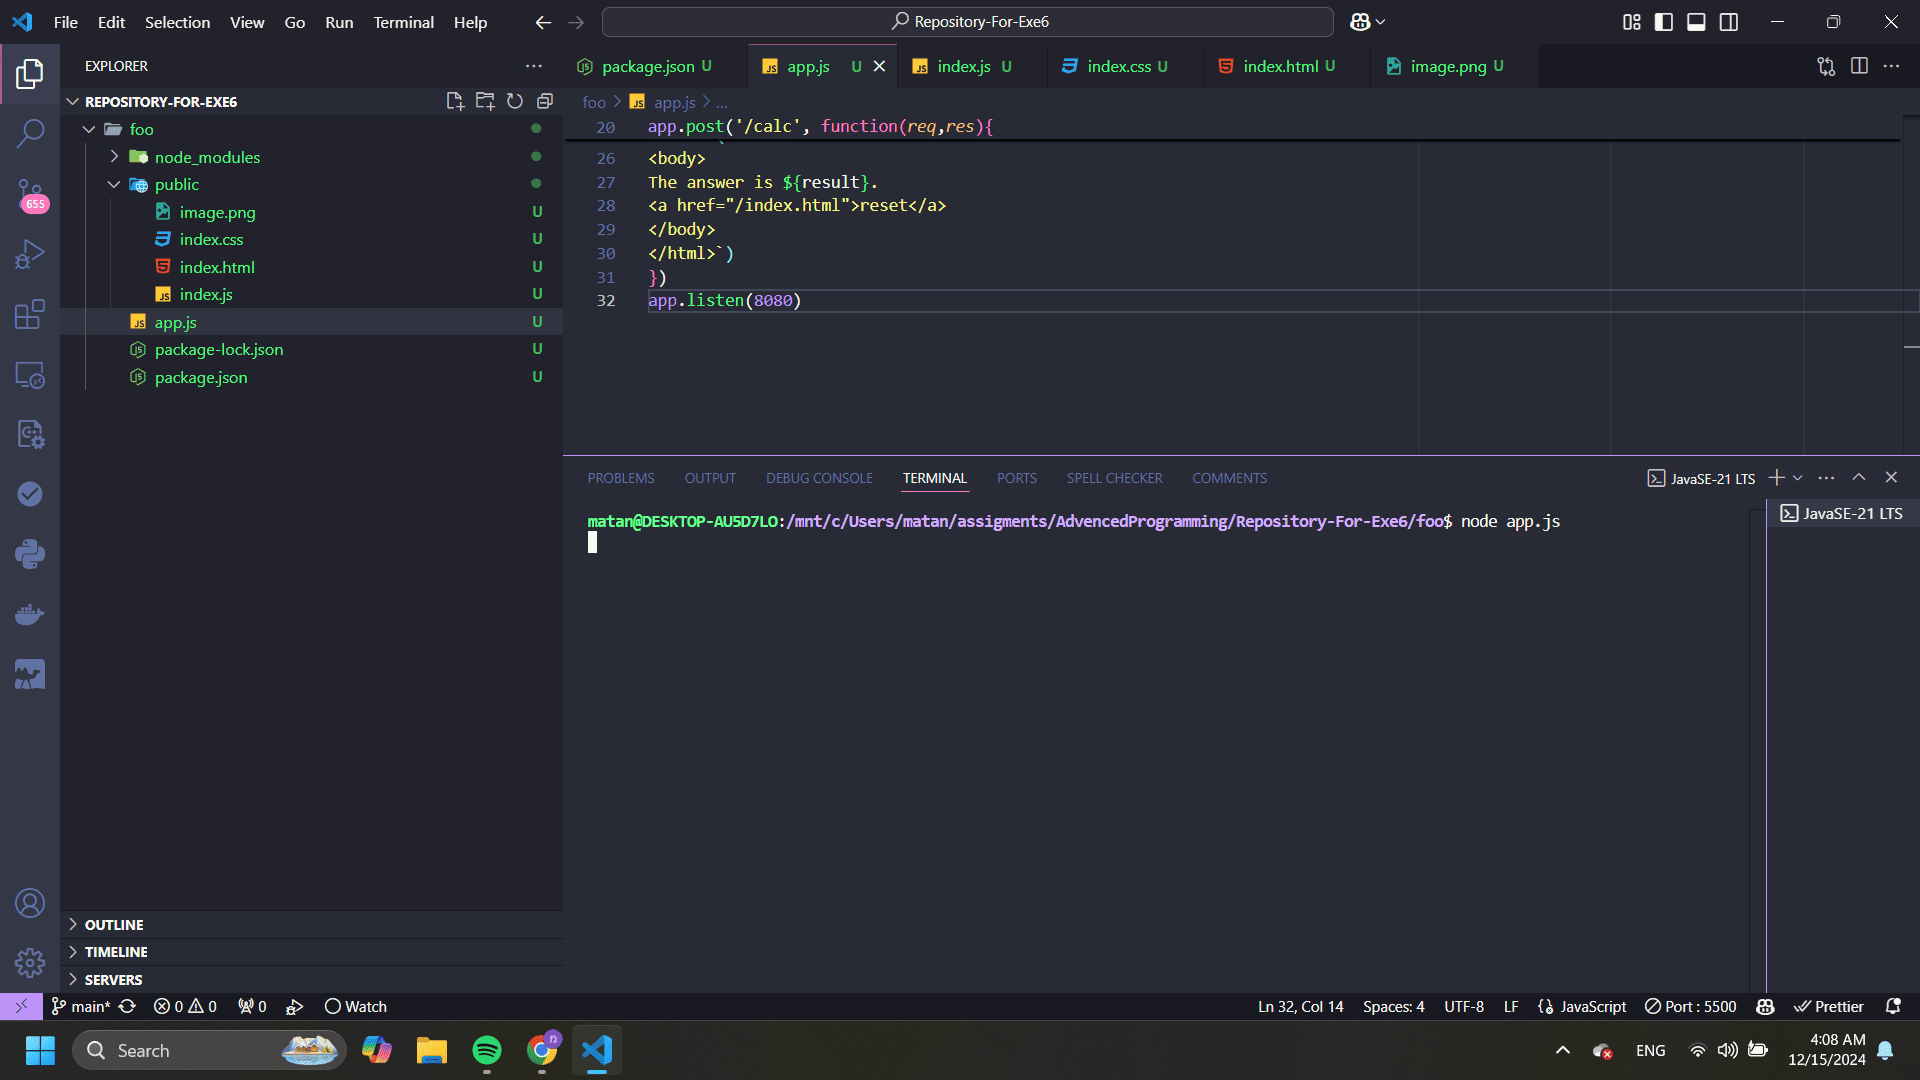 File Edit Selection View Go Run Terminal Help
Repository-For-Exe6
EXPLORER
REPOSITORY-FOR-EXE6
foo
node_modules
public
image.png U
index.css U
index.html U
index.js U
app.js U
package-lock.json U
package.json U
OUTLINE
TIMELINE
SERVERS
655
package.json U app.js U index.js U index.css U index.html U image.png U
foo > app.js > ...
20 app.post('/calc', function(req,res){
26 <body>
27 The answer is ${result}.
28 <a href="/index.html">reset</a>
29 </body>
30 </html>`)
31 })
32 app.listen(8080)
PROBLEMS OUTPUT DEBUG CONSOLE TERMINAL PORTS SPELL CHECKER COMMENTS
JavaSE-21 LTS
matan@DESKTOP-AU5D7LO:/mnt/c/Users/matan/assigments/AdvencedProgramming/Repository-For-Exe6/foo$ node app.js
JavaSE-21 LTS
main* 0 0 0 Watch
Ln 32, Col 14 Spaces: 4 UTF-8 LF JavaScript Port : 5500 Prettier
Search
ENG
4:08 AM
12/15/2024